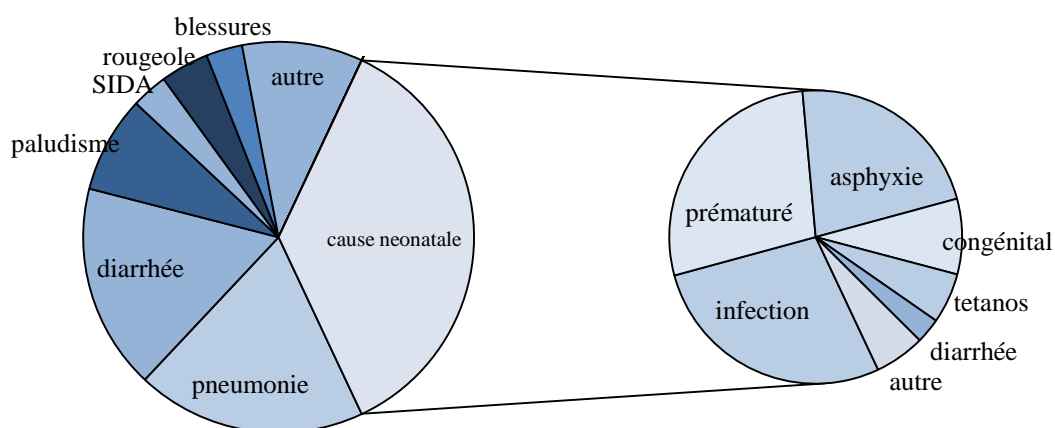 blessures
rougeole
SIDA
autre
paludisme
cause neonatale
diarrhée
pneumonie
asphyxie
prématuré
congénital
infection
tetanos
diarrhée
autre